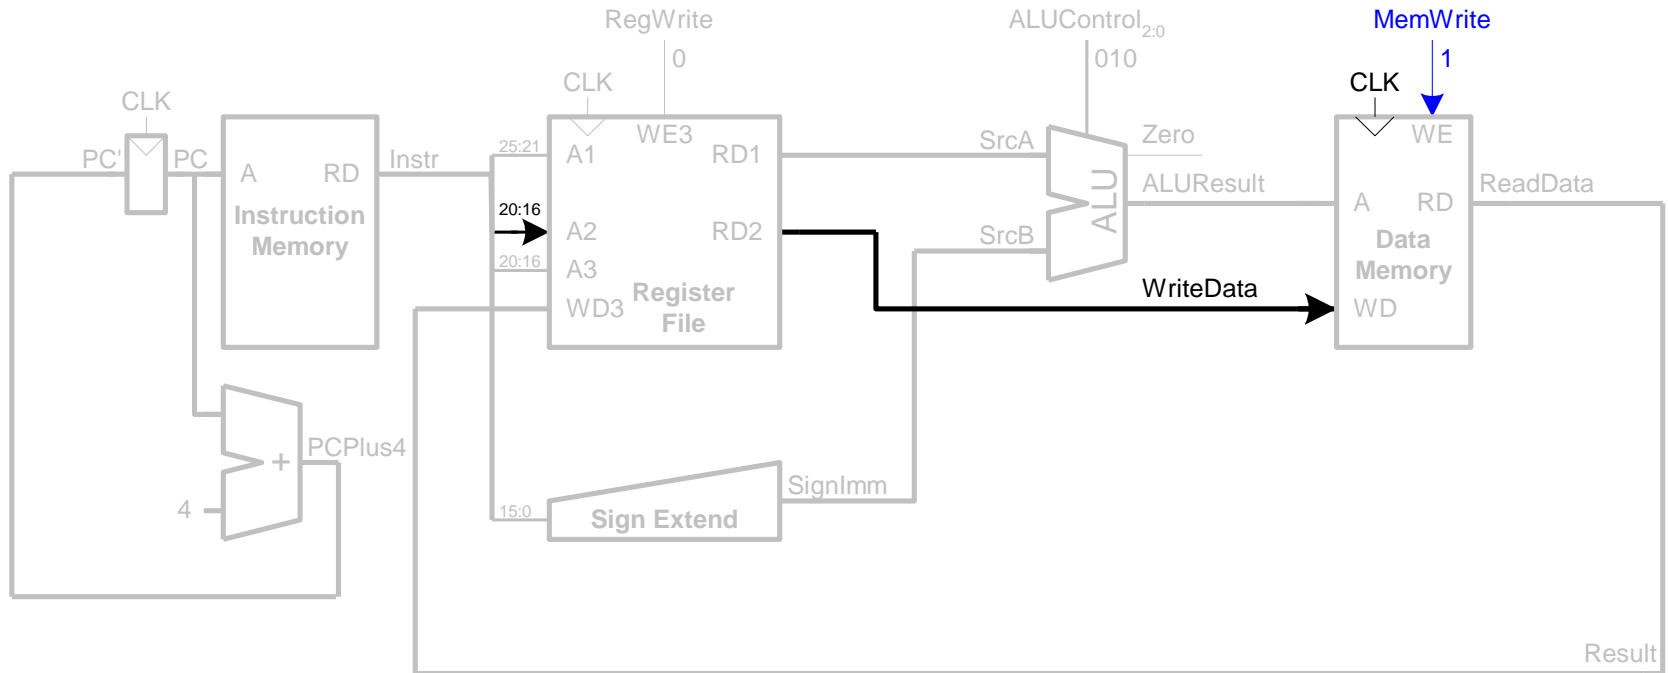 RegWrite
ALUControl2:0
MemWrite
0
010
1
CLK
CLK
CLK
PC'
PC
A
RD
Instruction
Memory
Instr
25:21
20:16
20:16
15:0
A1
WE3
RD1
A2
RD2
A3
WD3
Register
File
SrcA
SrcB
ALU
Zero
ALUResult
WriteData
WE
A
RD
Data
Memory
WD
ReadData
PCPlus4
+
4
Sign Extend
SignImm
Result